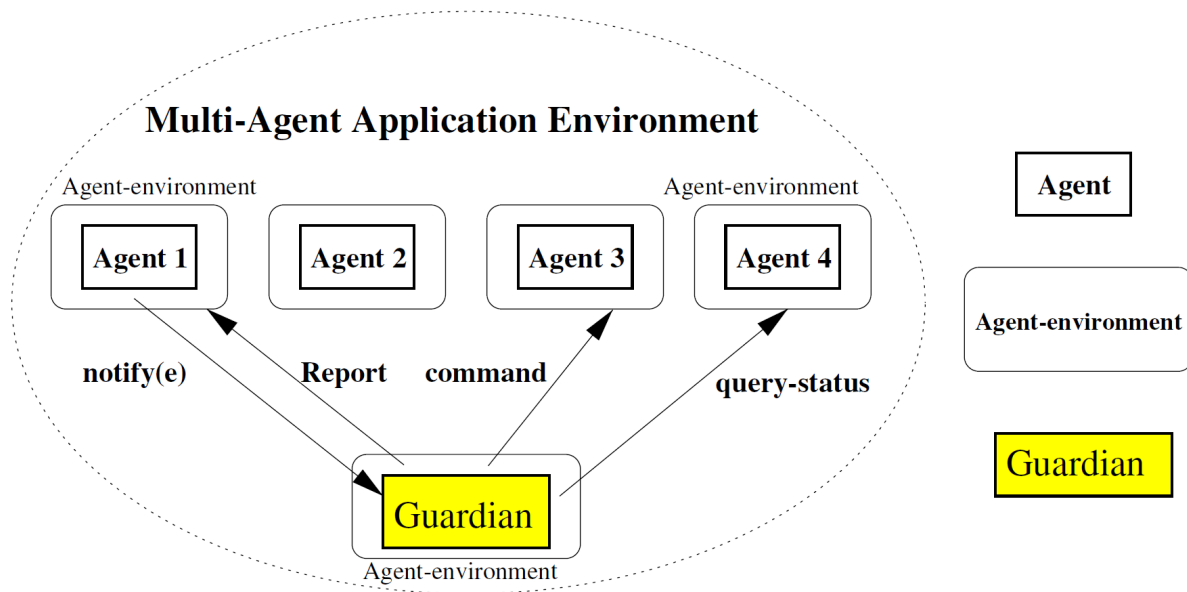 Multi-Agent Application Environment
Agent-environment
Agent-environment
Agent 1
Agent 2
Agent 3
Agent 4
notify(e)
Report
command
query-status
Guardian
Agent-environment
Agent
Agent-environment
Guardian